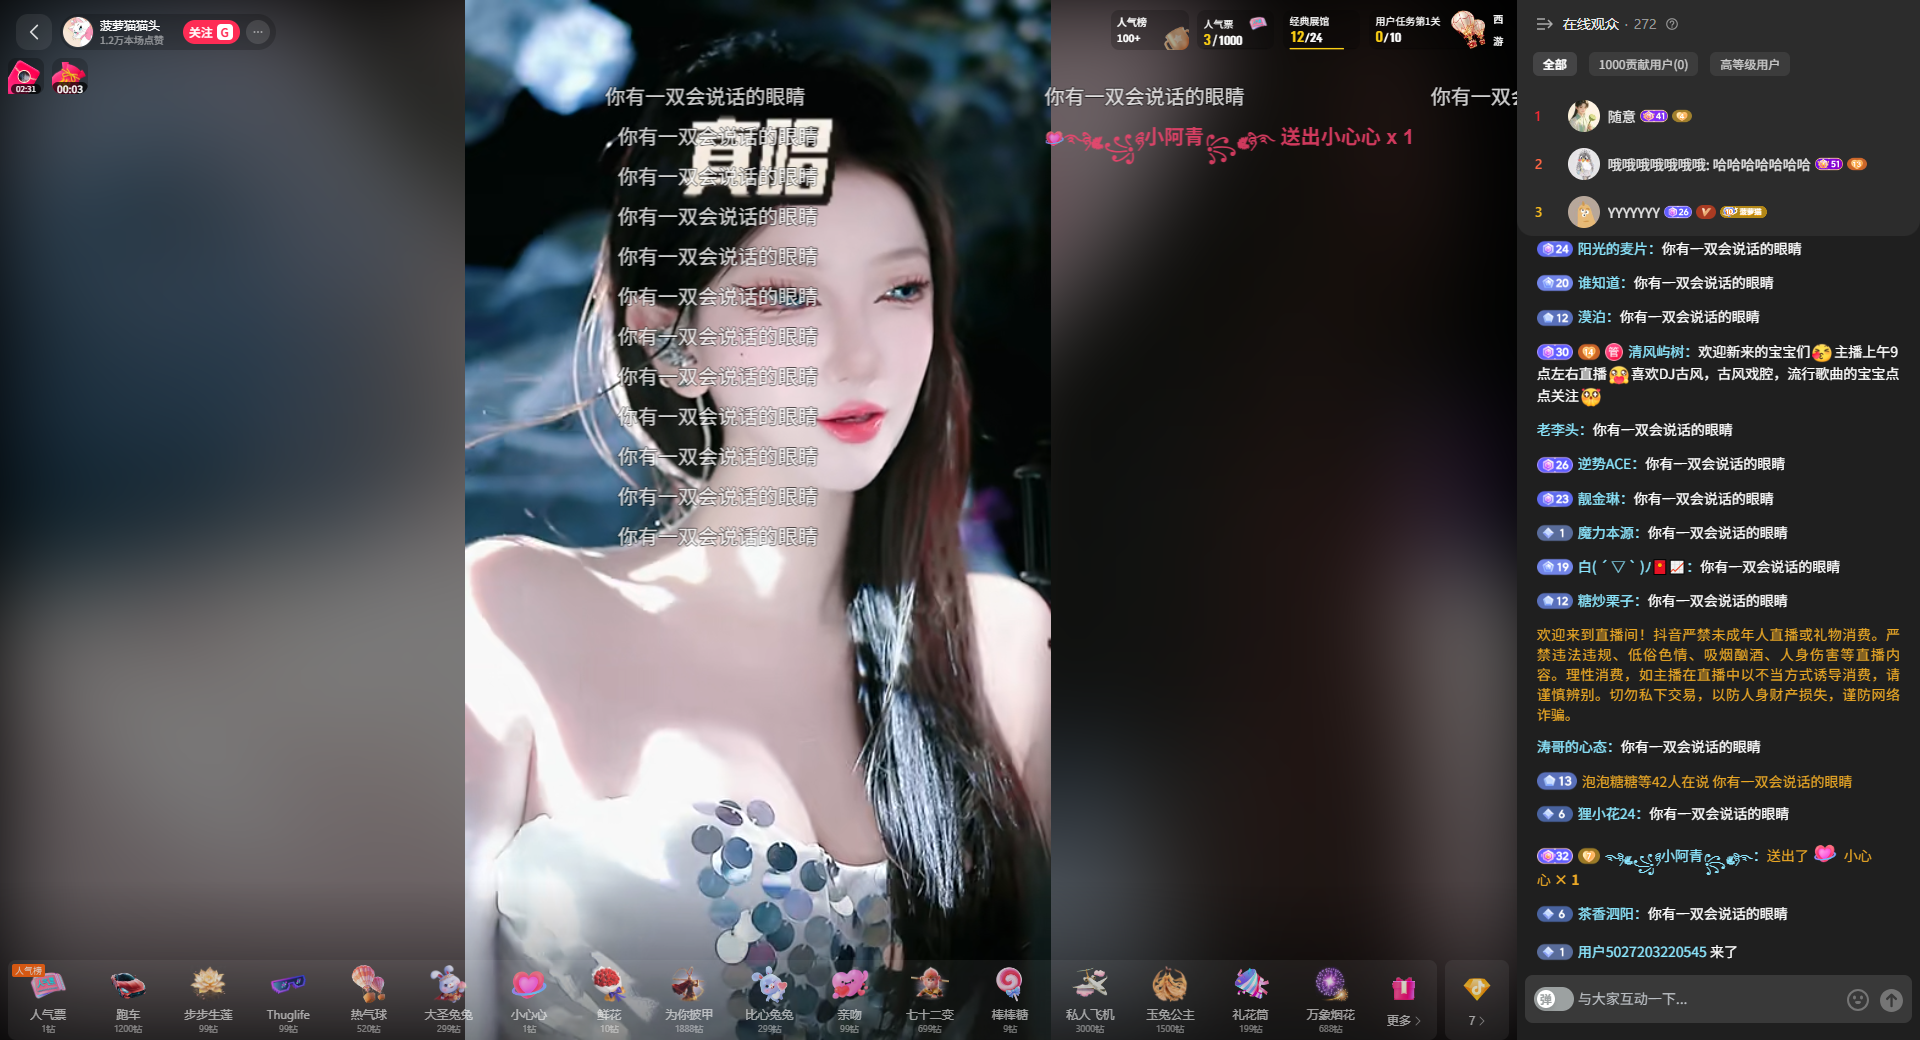 菠萝猫猫头
1.2万本场点赞
关注
02:31
00:03
人气榜
100+
人气票
3/1000
经典展馆
12/24
用户任务第1关
0/10
西
游
在线观众 · 272
全部
1000贡献用户(0)
高等级用户
1 随意 41
2 哦哦哦哦哦哦哦: 哈哈哈哈哈哈哈 51
3 YYYYYYY 26
你有一双会说话的眼睛
你有一双会说话的眼睛
你有一双会
你有一双会说话的眼睛
小阿青 送出小心心 x 1
你有一双会说话的眼睛
你有一双会说话的眼睛
你有一双会说话的眼睛
你有一双会说话的眼睛
你有一双会说话的眼睛
你有一双会说话的眼睛
你有一双会说话的眼睛
你有一双会说话的眼睛
你有一双会说话的眼睛
你有一双会说话的眼睛
24 阳光的麦片：你有一双会说话的眼睛
20 谁知道：你有一双会说话的眼睛
12 漠泊：你有一双会说话的眼睛
30 14 管 清风屿树：欢迎新来的宝宝们 主播上午9
点左右直播 喜欢DJ古风，古风戏腔，流行歌曲的宝宝点
点关注
老李头：你有一双会说话的眼睛
26 逆势ACE：你有一双会说话的眼睛
23 靓金琳：你有一双会说话的眼睛
1 魔力本源：你有一双会说话的眼睛
19 白( ´ ▽ ` )ﾉ ：你有一双会说话的眼睛
12 糖炒栗子：你有一双会说话的眼睛
欢迎来到直播间！抖音严禁未成年人直播或礼物消费。严
禁违法违规、低俗色情、吸烟酗酒、人身伤害等直播内
容。理性消费，如主播在直播中以不当方式诱导消费，请
谨慎辨别。切勿私下交易，以防人身财产损失，谨防网络
诈骗。
涛哥的心态：你有一双会说话的眼睛
13 泡泡糖糖等42人在说 你有一双会说话的眼睛
6 狸小花24：你有一双会说话的眼睛
32 小阿青：送出了 小心
心 × 1
6 茶香泗阳：你有一双会说话的眼睛
1 用户5027203220545 来了
弹 与大家互动一下...
人气榜
人气票
1钻
跑车
1200钻
步步生莲
99钻
Thuglife
99钻
热气球
520钻
大圣兔兔
299钻
小心心
1钻
鲜花
10钻
为你披甲
1888钻
比心兔兔
299钻
亲吻
99钻
七十二变
699钻
棒棒糖
9钻
私人飞机
3000钻
玉兔公主
1500钻
礼花筒
199钻
万象烟花
688钻
更多
7